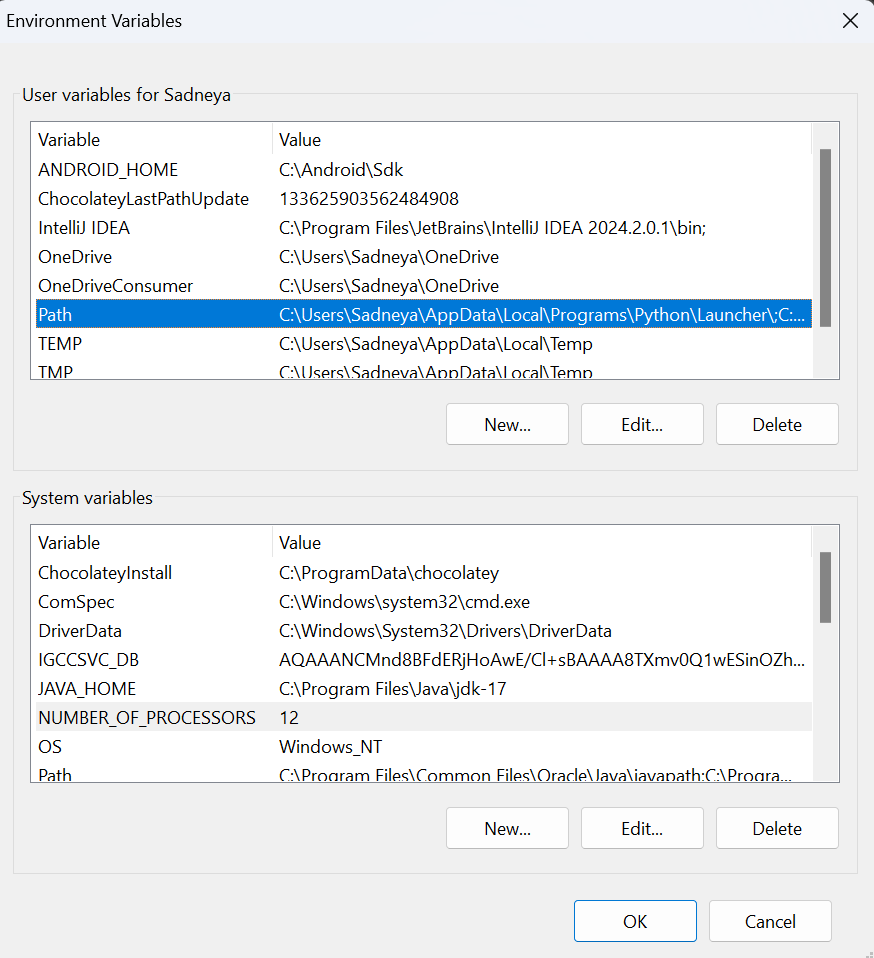 Environment Variables
User variables for Sadneya
Variable Value
ANDROID_HOME C:\Android\Sdk
ChocolateyLastPathUpdate 133625903562484908
IntelliJ IDEA C:\Program Files\JetBrains\IntelliJ IDEA 2024.2.0.1\bin;
OneDrive C:\Users\Sadneya\OneDrive
OneDriveConsumer C:\Users\Sadneya\OneDrive
Path C:\Users\Sadneya\AppData\Local\Programs\Python\Launcher\;C:...
TEMP C:\Users\Sadneya\AppData\Local\Temp
TMP C:\Users\Sadneya\AppData\Local\Temp
New... Edit... Delete
System variables
Variable Value
ChocolateyInstall C:\ProgramData\chocolatey
ComSpec C:\Windows\system32\cmd.exe
DriverData C:\Windows\System32\Drivers\DriverData
IGCCSVC_DB AQAAANCMnd8BFdERjHoAwE/Cl+sBAAAA8TXmv0Q1wESinOZh...
JAVA_HOME C:\Program Files\Java\jdk-17
NUMBER_OF_PROCESSORS 12
OS Windows_NT
Path C:\Program Files\Common Files\Oracle\Java\javapath;C:\Progra...
New... Edit... Delete
OK Cancel